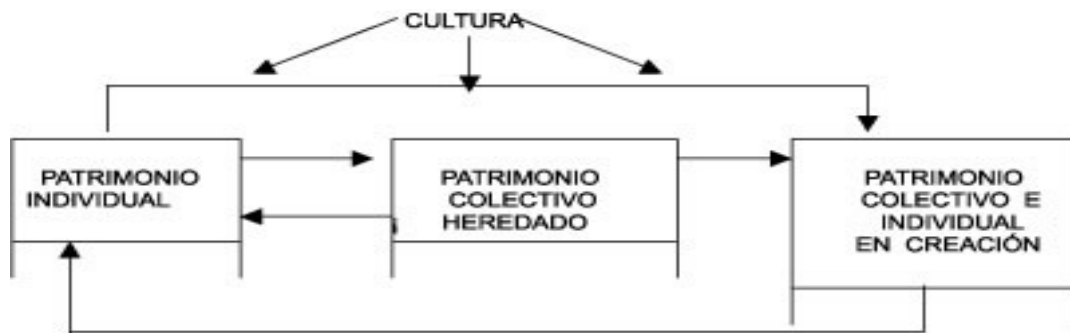 CULTURA
PATRIMONIO
INDIVIDUAL
PATRIMONIO
COLECTIVO
HEREDADO
PATRIMONIO
COLECTIVO E
INDIVIDUAL
EN CREACIÓN